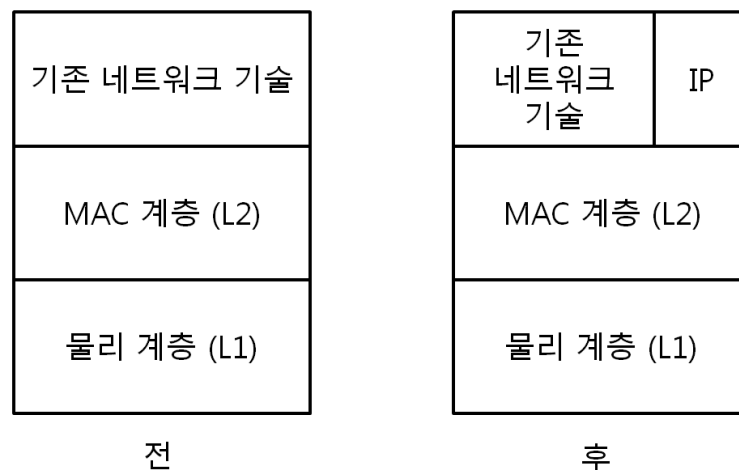 기존 네트워크 기술
MAC 계층 (L2)
물리 계층 (L1)
전
기존
네트워크
기술
IP
MAC 계층 (L2)
물리 계층 (L1)
후